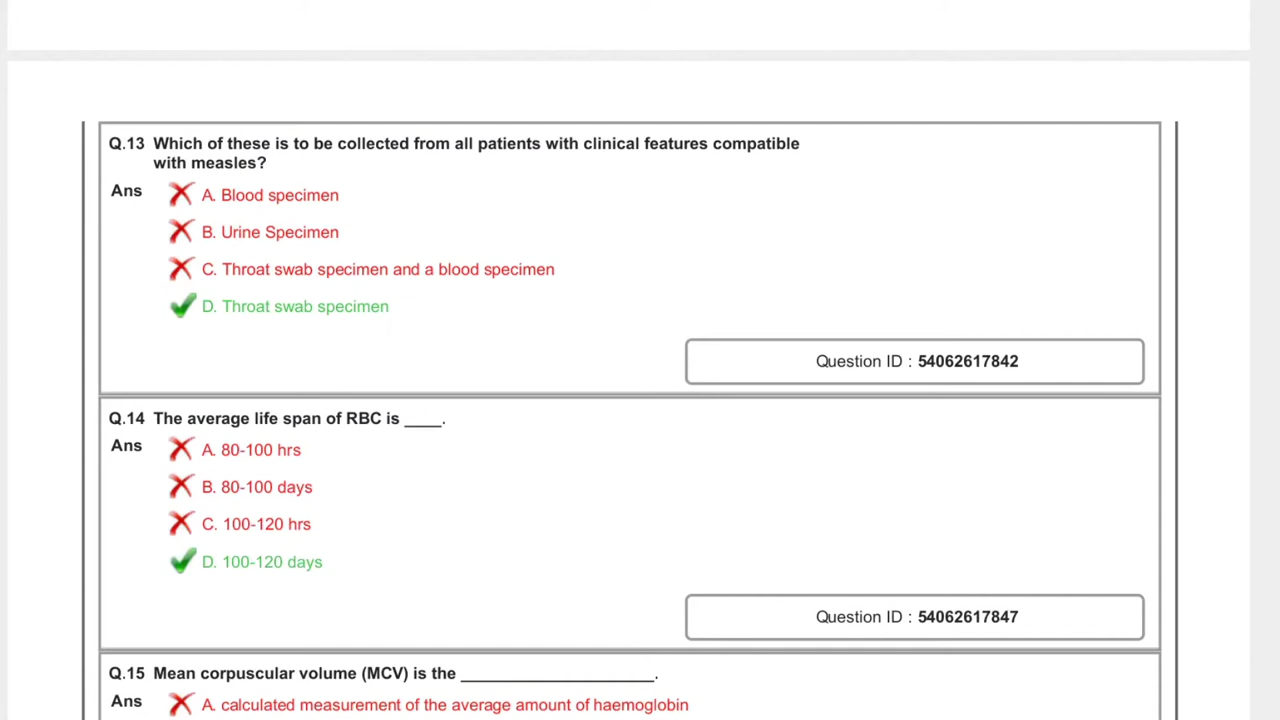 Q.13 Which of these is to be collected from all patients with clinical features compatible
with measles?
Ans A. Blood specimen
B. Urine Specimen
C. Throat swab specimen and a blood specimen
D. Throat swab specimen
Question ID : 54062617842
Q.14 The average life span of RBC is ____.
Ans A. 80-100 hrs
B. 80-100 days
C. 100-120 hrs
D. 100-120 days
Question ID : 54062617847
Q.15 Mean corpuscular volume (MCV) is the _____________________.
Ans A. calculated measurement of the average amount of haemoglobin